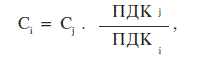 Cᵢ = Cⱼ . ПДК ⱼ / ПДК ᵢ ,